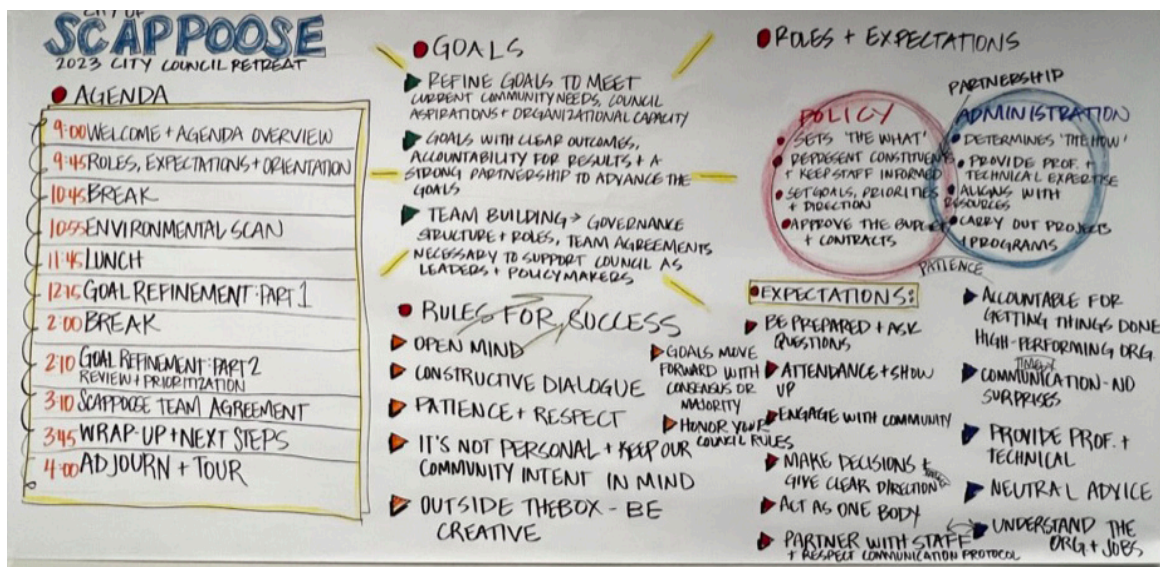 CITY OF
SCAPPOOSE
2023 CITY COUNCIL RETREAT
AGENDA
9:00 WELCOME + AGENDA OVERVIEW
9:45 ROLES, EXPECTATIONS + ORIENTATION
10:45 BREAK
10:55 ENVIRONMENTAL SCAN
11:45 LUNCH
12:15 GOAL REFINEMENT: PART 1
2:00 BREAK
2:10 GOAL REFINEMENT: PART 2
REVIEW + PRIORITIZATION
3:10 SCAPPOOSE TEAM AGREEMENT
3:45 WRAP-UP + NEXT STEPS
4:00 ADJOURN + TOUR
GOALS
REFINE GOALS TO MEET
CURRENT COMMUNITY NEEDS, COUNCIL
ASPIRATIONS + ORGANIZATIONAL CAPACITY
GOALS WITH CLEAR OUTCOMES,
ACCOUNTABILITY FOR RESULTS + A
STRONG PARTNERSHIP TO ADVANCE THE
GOALS
TEAM BUILDING → GOVERNANCE
STRUCTURE + ROLES, TEAM AGREEMENTS
NECESSARY TO SUPPORT COUNCIL AS
LEADERS + POLICYMAKERS
RULES FOR SUCCESS
OPEN MIND
CONSTRUCTIVE DIALOGUE
PATIENCE + RESPECT
IT'S NOT PERSONAL + KEEP OUR
COMMUNITY INTENT IN MIND
OUTSIDE THE BOX - BE
CREATIVE
GOALS MOVE
FORWARD WITH
CONSENSUS OR
MAJORITY
HONOR YOUR
COUNCIL RULES
ROLES + EXPECTATIONS
PARTNERSHIP
POLICY
SETS 'THE WHAT'
REPRESENT CONSTITUENTS
+ KEEP STAFF INFORMED
SET GOALS, PRIORITIES
+ DIRECTION
APPROVE THE BUDGET
+ CONTRACTS
ADMINISTRATION
DETERMINES 'THE HOW'
PROVIDE PROF. +
TECHNICAL EXPERTISE
ALIGNS WITH
RESOURCES
CARRY OUT PROJECTS
+ PROGRAMS
PATIENCE
EXPECTATIONS:
BE PREPARED + ASK
QUESTIONS
ATTENDANCE + SHOW
UP
ENGAGE WITH COMMUNITY
MAKE DECISIONS +
GIVE CLEAR DIRECTION
ACT AS ONE BODY
PARTNER WITH STAFF
+ RESPECT COMMUNICATION PROTOCOL
ACCOUNTABLE FOR
GETTING THINGS DONE
HIGH-PERFORMING ORG.
TIMELY
COMMUNICATION - NO
SURPRISES
PROVIDE PROF. +
TECHNICAL
NEUTRAL ADVICE
UNDERSTAND THE
ORG + JOBS